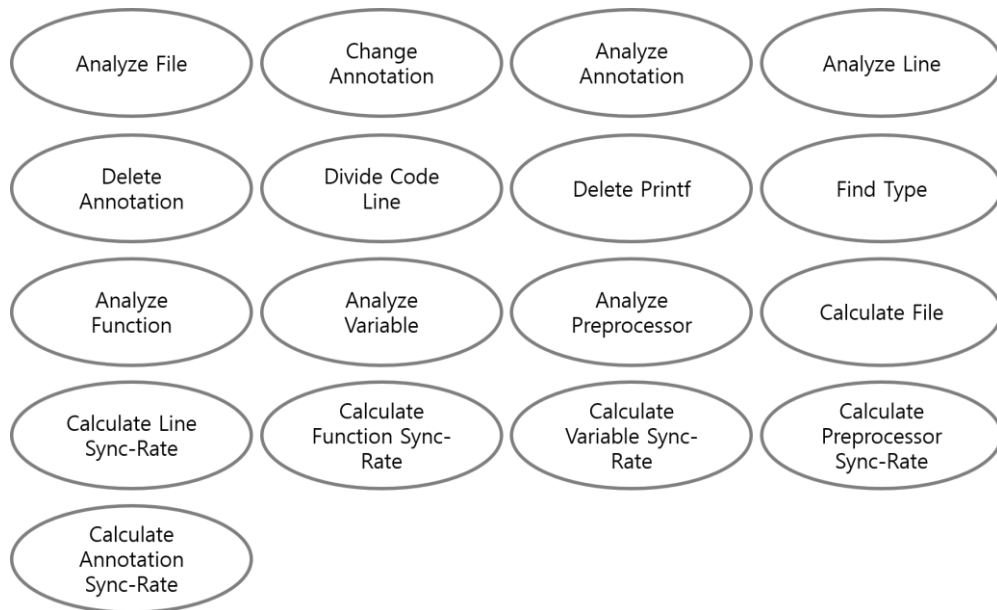 Analyze File
Change
Annotation
Analyze
Annotation
Analyze Line
Delete
Annotation
Divide Code
Line
Delete Printf
Find Type
Analyze
Function
Analyze
Variable
Analyze
Preprocessor
Calculate File
Calculate Line
Sync-Rate
Calculate
Function Sync-
Rate
Calculate
Variable Sync-
Rate
Calculate
Preprocessor
Sync-Rate
Calculate
Annotation
Sync-Rate